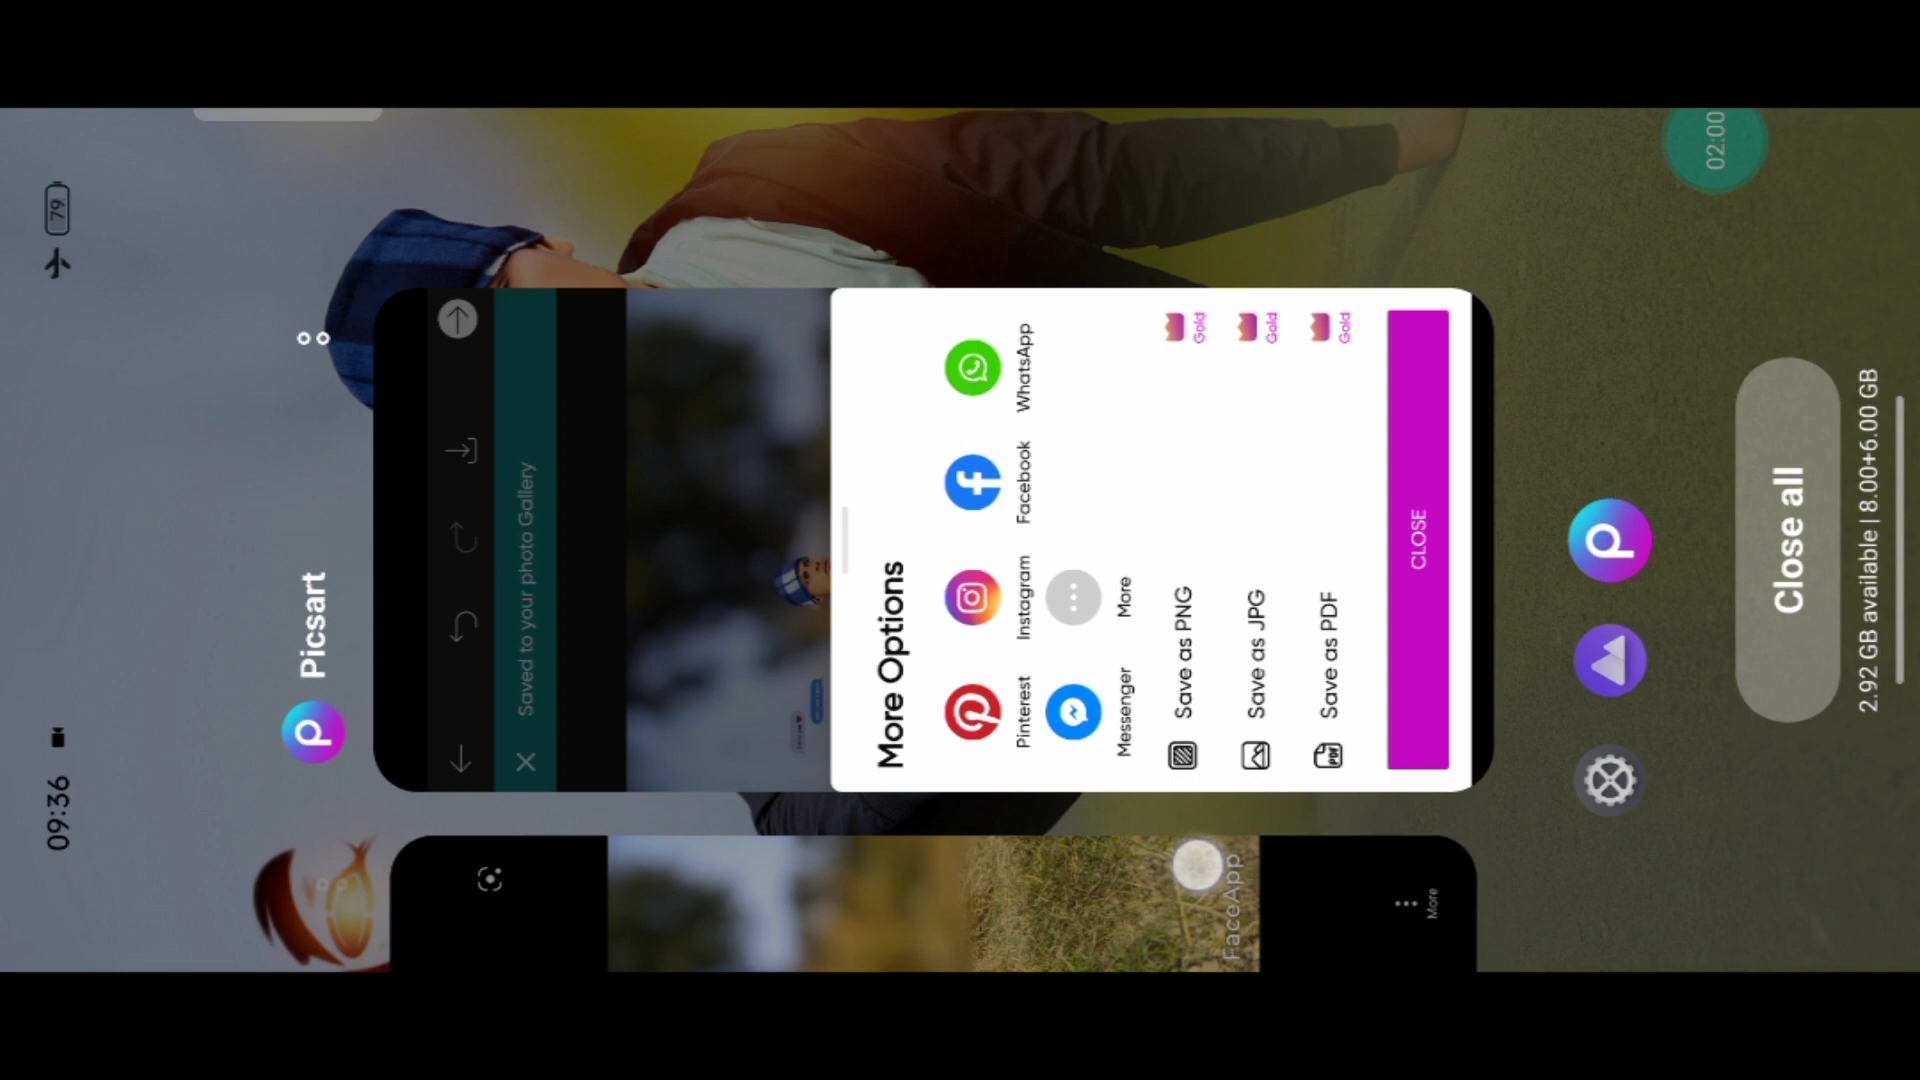 09:36
79
02:00
Picsart
Saved to your photo Gallery
More Options
Pinterest
Instagram
Facebook
WhatsApp
Messenger
More
Save as PNG
Gold
Save as JPG
Gold
Save as PDF
Gold
PDF
CLOSE
FaceApp
More
Close all
2.92 GB available | 8.00+6.00 GB